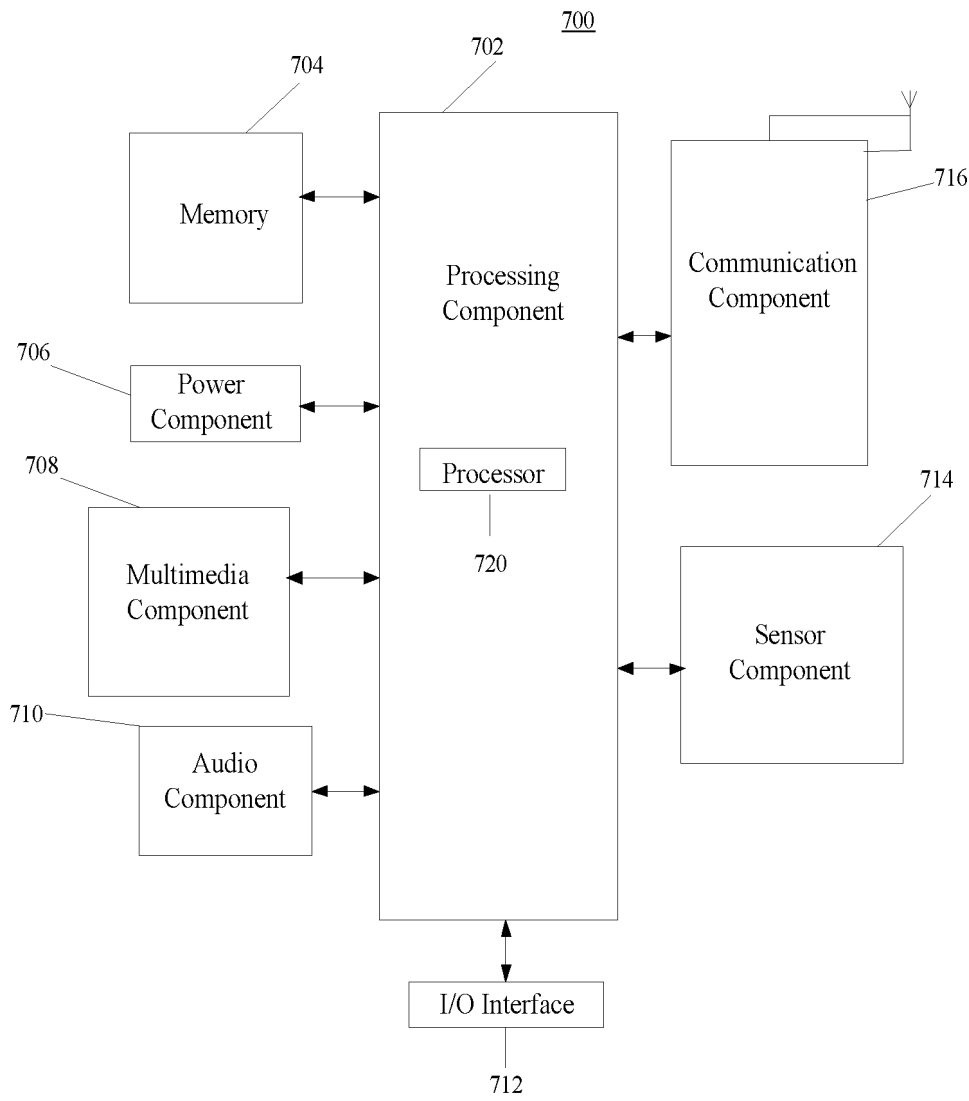 700
702
704
Memory
706
Power
Component
708
Multimedia
Component
710
Audio
Component
Processing
Component
Processor
720
Communication
Component
716
714
Sensor
Component
I/O Interface
712